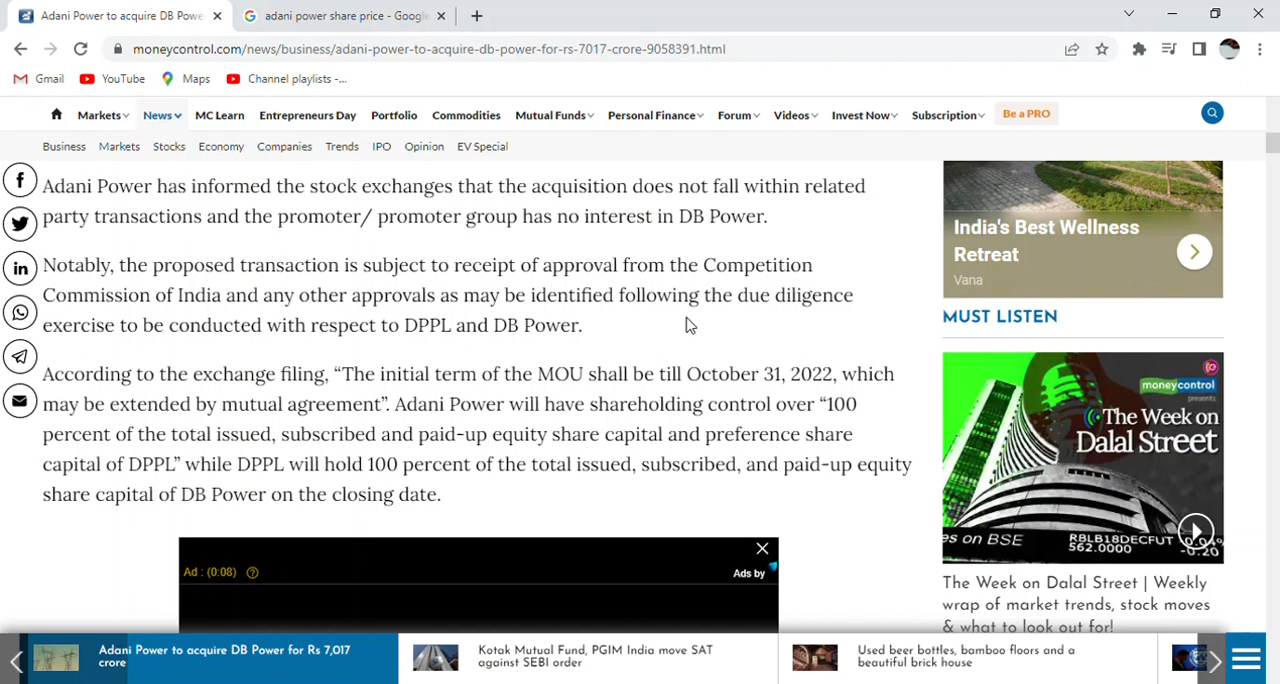 Adani Power to acquire DB Powe
adani power share price - Google
moneycontrol.com/news/business/adani-power-to-acquire-db-power-for-rs-7017-crore-9058391.html
Gmail YouTube Maps Channel playlists -...
Markets News MC Learn Entrepreneurs Day Portfolio Commodities Mutual Funds Personal Finance Forum Videos Invest Now Subscription Be a PRO
Business Markets Stocks Economy Companies Trends IPO Opinion EV Special
Adani Power has informed the stock exchanges that the acquisition does not fall within related
party transactions and the promoter/ promoter group has no interest in DB Power.
Notably, the proposed transaction is subject to receipt of approval from the Competition
Commission of India and any other approvals as may be identified following the due diligence
exercise to be conducted with respect to DPPL and DB Power.
According to the exchange filing, “The initial term of the MOU shall be till October 31, 2022, which
may be extended by mutual agreement”. Adani Power will have shareholding control over “100
percent of the total issued, subscribed and paid-up equity share capital and preference share
capital of DPPL” while DPPL will hold 100 percent of the total issued, subscribed, and paid-up equity
share capital of DB Power on the closing date.
Ad : (0:08)
Ads by
India's Best Wellness
Retreat
Vana
MUST LISTEN
moneycontrol
presents
The Week on
Dalal Street
es on BSE
RBLB18DECFUT
562.0000
-0.20
The Week on Dalal Street | Weekly
wrap of market trends, stock moves
& what to look out for!
Adani Power to acquire DB Power for Rs 7,017
crore
Kotak Mutual Fund, PGIM India move SAT
against SEBI order
Used beer bottles, bamboo floors and a
beautiful brick house